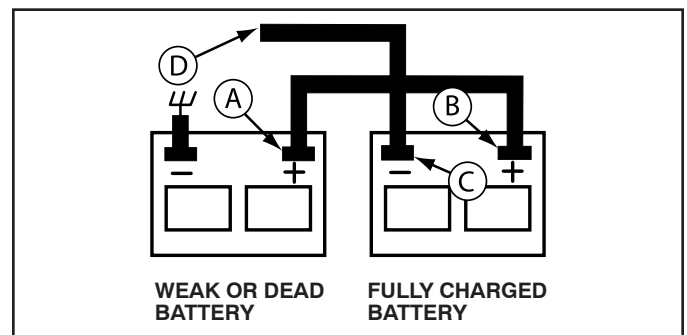 D
A
B
C
− + − +
WEAK OR DEAD
BATTERY
FULLY CHARGED
BATTERY